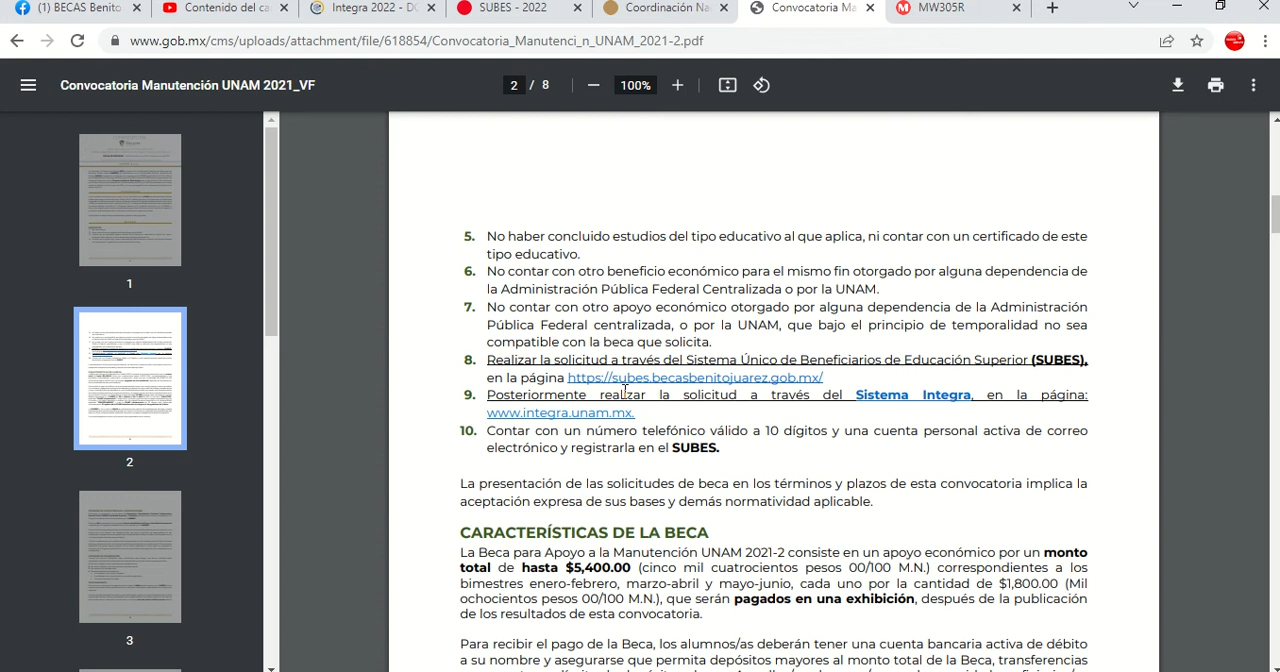 (1) BECAS Benito
Contenido del ca
Integra 2022 - DC
SUBES - 2022
Coordinación Na
Convocatoria Ma
MW305R
www.gob.mx/cms/uploads/attachment/file/618854/Convocatoria_Manutenci_n_UNAM_2021-2.pdf
Convocatoria Manutención UNAM 2021_VF
2 / 8
100%
1
2
3
5. No haber concluido estudios del tipo educativo al que aplica, ni contar con un certificado de este
tipo educativo.
6. No contar con otro beneficio económico para el mismo fin otorgado por alguna dependencia de
la Administración Pública Federal Centralizada o por la UNAM.
7. No contar con otro apoyo económico otorgado por alguna dependencia de la Administración
Pública Federal centralizada, o por la UNAM, que bajo el principio de temporalidad no sea
compatible con la beca que solicita.
8. Realizar solicitud a través del Sistema Único de Beneficiarios de Educación Superior (SUBES),
en la página https://subes.becasbenitojuarez.gob.mx/
9. Posteriormente realizar la solicitud a través del Sistema Integra, en la página:
www.integra.unam.mx.
10. Contar con un número telefónico válido a 10 dígitos y una cuenta personal activa de correo
electrónico y registrarla en el SUBES.
La presentación de las solicitudes de beca en los términos y plazos de esta convocatoria implica la
aceptación expresa de sus bases y demás normatividad aplicable.
CARACTERÍSTICAS DE LA BECA
La Beca para Apoyo a la Manutención UNAM 2021-2 consiste en un apoyo económico por un monto
total de hasta $5,400.00 (cinco mil cuatrocientos pesos 00/100 M.N.) correspondientes a los
bimestres enero-febrero, marzo-abril y mayo-junio cada uno por la cantidad de $1,800.00 (Mil
ochocientos pesos 00/100 M.N.), que serán pagados en una exhibición, después de la publicación
de los resultados de esta convocatoria.
Para recibir el pago de la Beca, los alumnos/as deberán tener una cuenta bancaria activa de débito
a su nombre y asegurarse que permita depósitos mayores al monto total de la Beca, transferencias